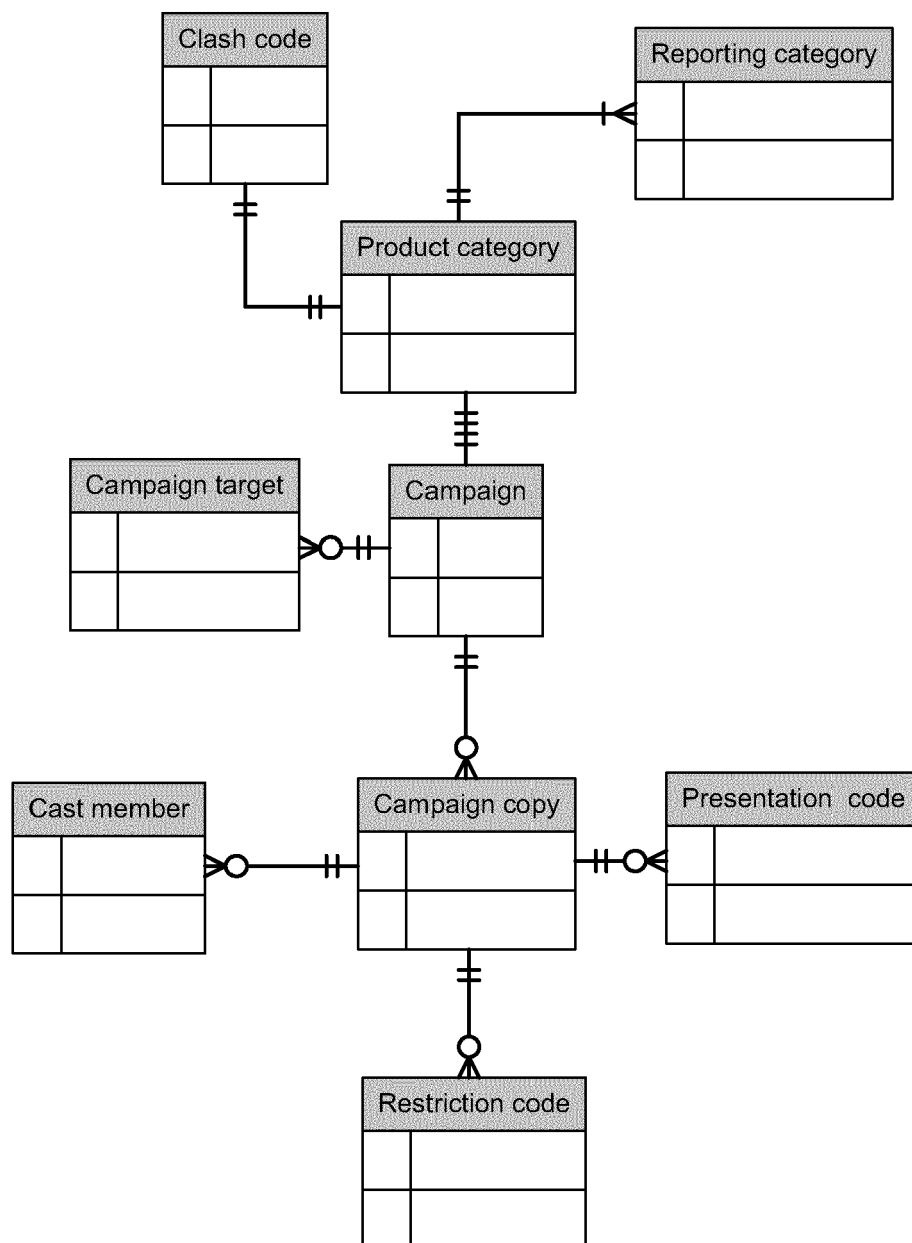 Clash code
Reporting category
Product category
Campaign target
Campaign
Cast member
Campaign copy
Presentation code
Restriction code